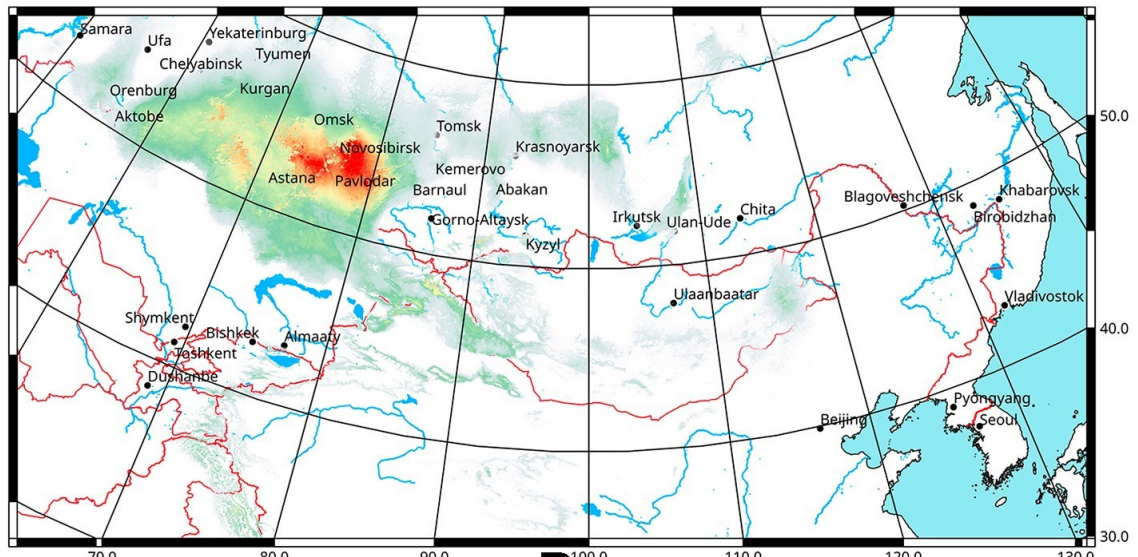 Samara
Ufa
Yekaterinburg
Tyumen
Chelyabinsk
Orenburg
Kurgan
Aktobe
Omsk
Tomsk
50.0
Novosibirsk
Krasnoyarsk
Kemerovo
Astana
Pavlodar
Barnaul
Abakan
Blagoveshchensk
Khabarovsk
Gorno-Altaysk
Irkutsk
Ulan-Ude
Chita
Birobidzhan
Kyzyl
Ulaanbaatar
Vladivostok
Shymkent
Bishkek
Almaaty
40.0
Toshkent
Dushanbe
Pyongyang
Beijing
Seoul
30.0
70.0
80.0
90.0
100.0
110.0
120.0
130.0